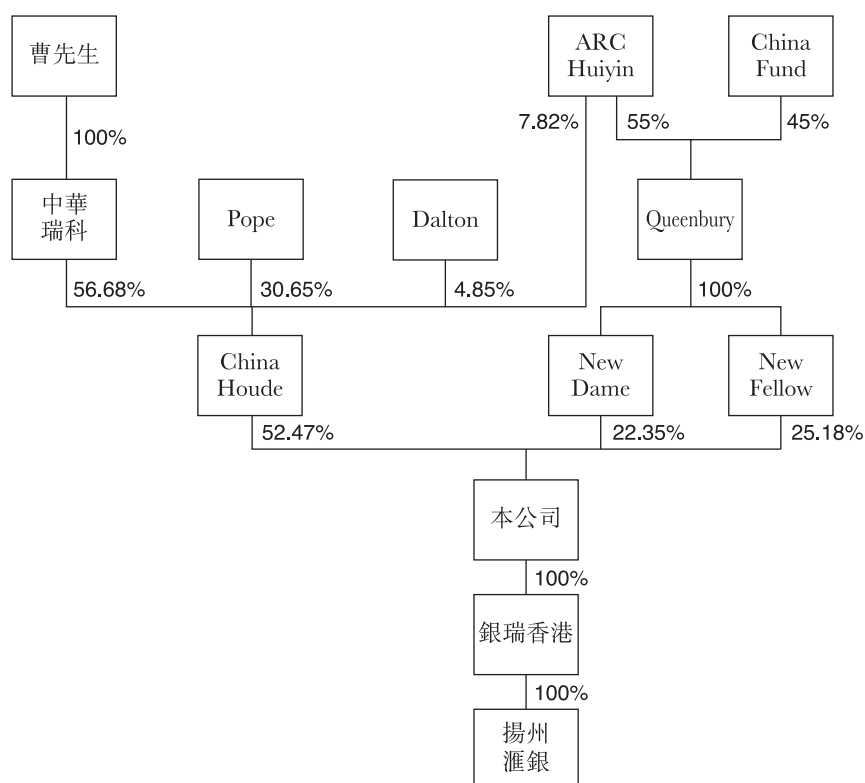 曹先生
ARC
Huiyin
China
Fund
100%
7.82%
55%
45%
中華
瑞科
Pope
Dalton
Queenbury
56.68%
30.65%
4.85%
100%
China
Houde
New
Dame
New
Fellow
52.47%
22.35%
25.18%
本公司
100%
銀瑞香港
100%
揚州
滙銀